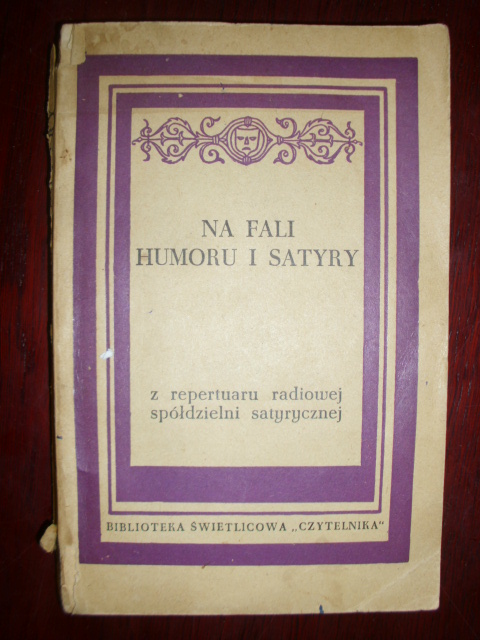 NA FALI
HUMORU I SATYRY
z repertuaru radiowej
spółdzielni satyrycznej
BIBLIOTEKA ŚWIETLICOWA „CZYTELNIKA”